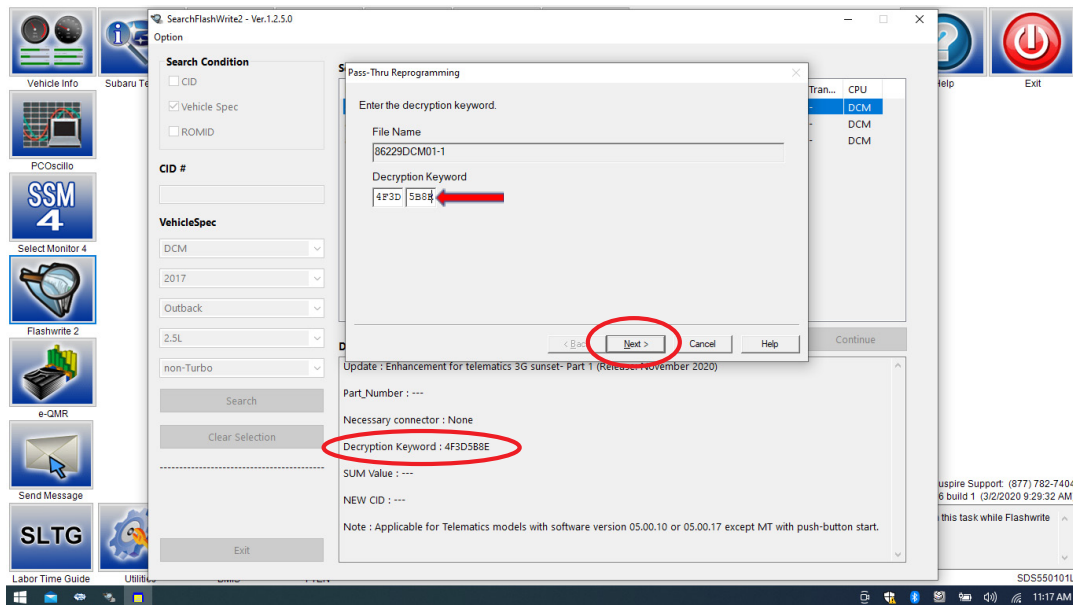 SearchFlashWrite2 - Ver.1.2.5.0
Option
Vehicle Info
Subaru Te
PCOscillo
SSM
4
Select Monitor 4
Flashwrite 2
e-QMR
Send Message
SLTG
Labor Time Guide
Search Condition
CID
Vehicle Spec
ROMID
CID #
VehicleSpec
DCM
2017
Outback
2.5L
non-Turbo
Search
Clear Selection
Exit
Pass-Thru Reprogramming
Enter the decryption keyword.
File Name
86229DCM01-1
Decryption Keyword
4F3D 5B8E
< Bac
Next >
Cancel
Help
Tran... CPU
- DCM
- DCM
- DCM
Continue
Update : Enhancement for telematics 3G sunset- Part 1 (Release: November 2020)
Part_Number : ---
Necessary connector : None
Decryption Keyword : 4F3D5B8E
SUM Value : ---
NEW CID : ---
Note : Applicable for Telematics models with software version 05.00.10 or 05.00.17 except MT with push-button start.
Help
Exit
uspire Support: (877) 782-7404
6 build 1 (3/2/2020 9:29:32 AM
this task while Flashwrite
SDS550101L
11:17 AM